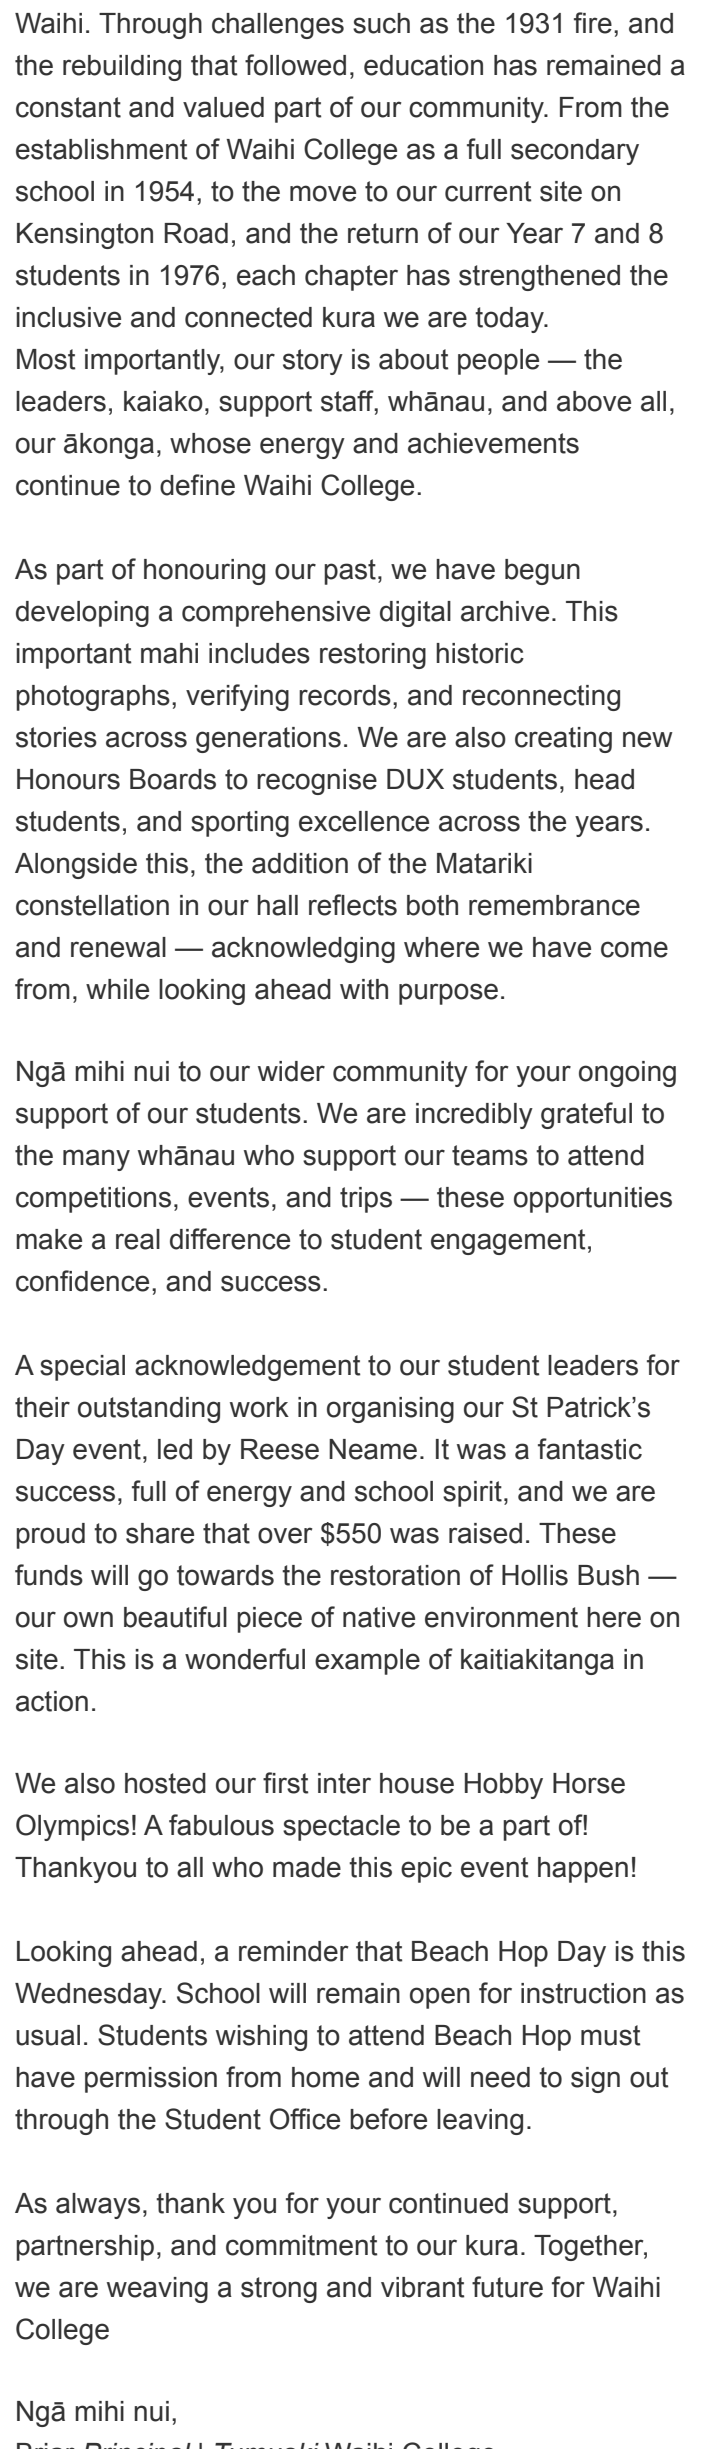 Waihi. Through challenges such as the 1931 fire, and
the rebuilding that followed, education has remained a
constant and valued part of our community. From the
establishment of Waihi College as a full secondary
school in 1954, to the move to our current site on
Kensington Road, and the return of our Year 7 and 8
students in 1976, each chapter has strengthened the
inclusive and connected kura we are today.
Most importantly, our story is about people — the
leaders, kaiako, support staff, whānau, and above all,
our ākonga, whose energy and achievements
continue to define Waihi College.
As part of honouring our past, we have begun
developing a comprehensive digital archive. This
important mahi includes restoring historic
photographs, verifying records, and reconnecting
stories across generations. We are also creating new
Honours Boards to recognise DUX students, head
students, and sporting excellence across the years.
Alongside this, the addition of the Matariki
constellation in our hall reflects both remembrance
and renewal — acknowledging where we have come
from, while looking ahead with purpose.
Ngā mihi nui to our wider community for your ongoing
support of our students. We are incredibly grateful to
the many whānau who support our teams to attend
competitions, events, and trips — these opportunities
make a real difference to student engagement,
confidence, and success.
A special acknowledgement to our student leaders for
their outstanding work in organising our St Patrick’s
Day event, led by Reese Neame. It was a fantastic
success, full of energy and school spirit, and we are
proud to share that over $550 was raised. These
funds will go towards the restoration of Hollis Bush —
our own beautiful piece of native environment here on
site. This is a wonderful example of kaitiakitanga in
action.
We also hosted our first inter house Hobby Horse
Olympics! A fabulous spectacle to be a part of!
Thankyou to all who made this epic event happen!
Looking ahead, a reminder that Beach Hop Day is this
Wednesday. School will remain open for instruction as
usual. Students wishing to attend Beach Hop must
have permission from home and will need to sign out
through the Student Office before leaving.
As always, thank you for your continued support,
partnership, and commitment to our kura. Together,
we are weaving a strong and vibrant future for Waihi
College
Ngā mihi nui,
Principal | Tumuaki Waihi College